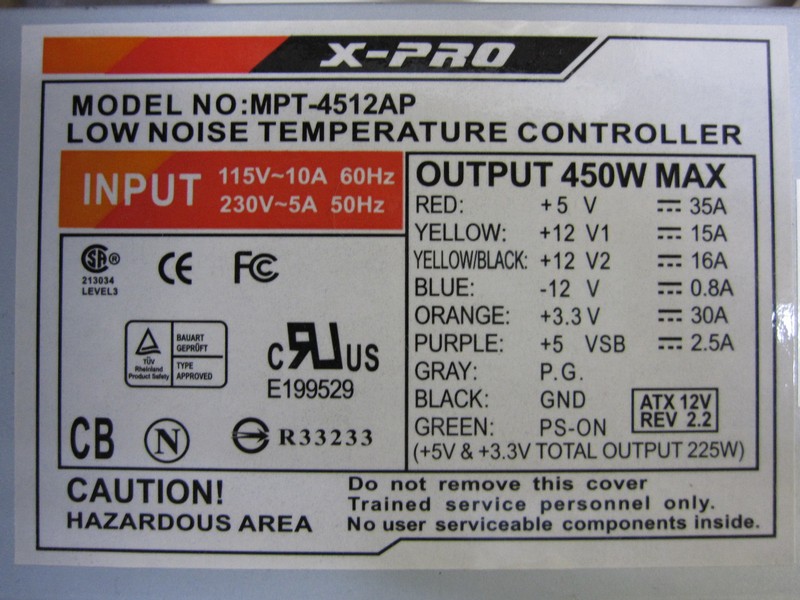 X-PRO
MODEL NO:MPT-4512AP
LOW NOISE TEMPERATURE CONTROLLER
INPUT
115V~10A 60Hz
230V~5A 50Hz
SA ®
213034
LEVEL3
CE
FC
TÜV
Rheinland
Product Safety
BAUART
GEPRÜFT
TYPE
APPROVED
c RU US
E199529
CB
N
R33233
OUTPUT 450W MAX
RED: +5 V 35A
YELLOW: +12 V1 15A
YELLOW/BLACK: +12 V2 16A
BLUE: -12 V 0.8A
ORANGE: +3.3 V 30A
PURPLE: +5 VSB 2.5A
GRAY: P.G.
BLACK: GND
GREEN: PS-ON
ATX 12V
REV 2.2
(+5V & +3.3V TOTAL OUTPUT 225W)
CAUTION!
HAZARDOUS AREA
Do not remove this cover
Trained service personnel only.
No user serviceable components inside.